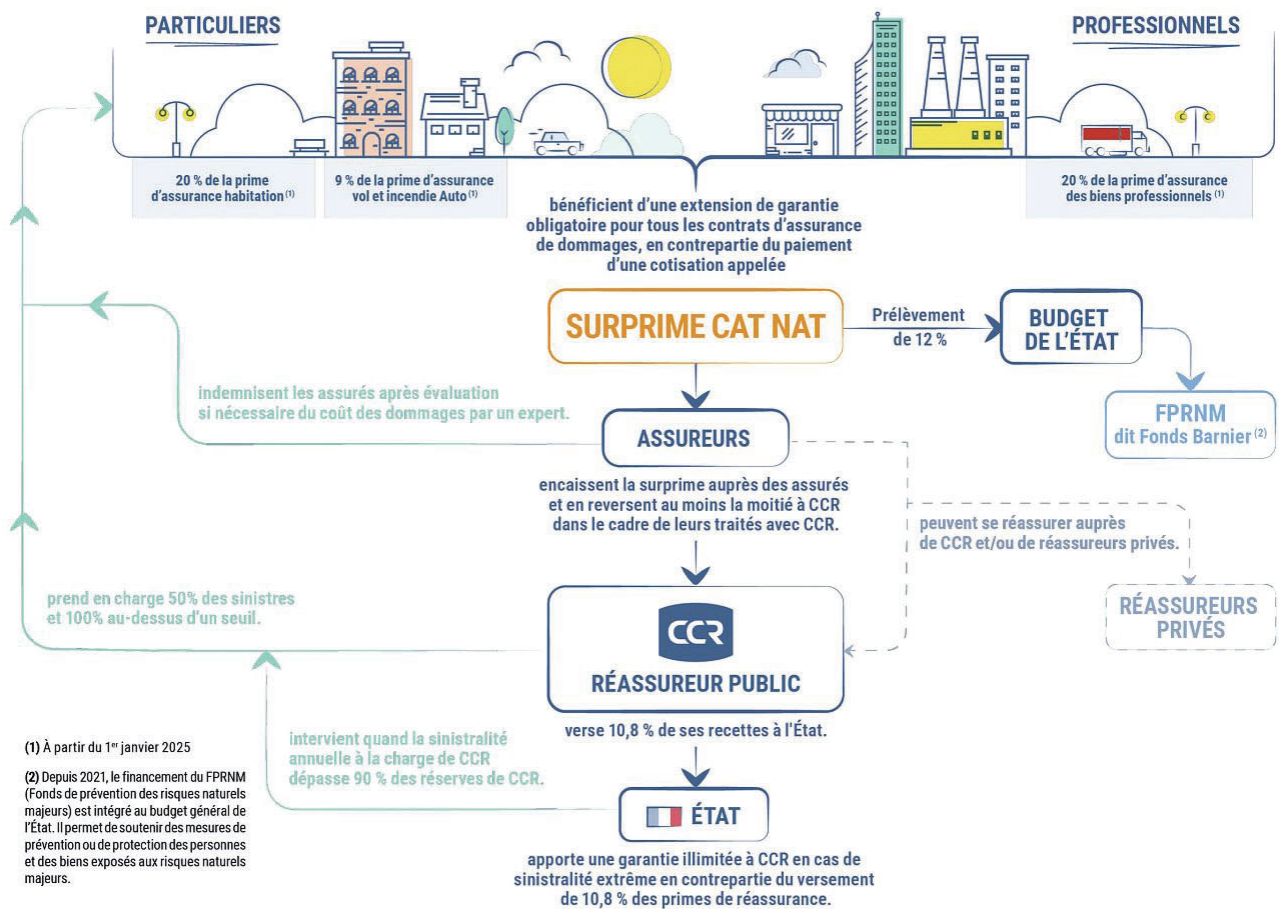 PARTICULIERS
PROFESSIONNELS
20 % de la prime
d’assurance habitation (1)
9 % de la prime d’assurance
vol et incendie Auto (1)
20 % de la prime d’assurance
des biens professionnels (1)
bénéficient d’une extension de garantie
obligatoire pour tous les contrats d’assurance
de dommages, en contrepartie du paiement
d’une cotisation appelée
SURPRIME CAT NAT
Prélèvement
de 12 %
BUDGET
DE L’ÉTAT
FPRNM
dit Fonds Barnier (2)
indemnisent les assurés après évaluation
si nécessaire du coût des dommages par un expert.
ASSUREURS
encaissent la surprime auprès des assurés
et en reversent au moins la moitié à CCR
dans le cadre de leurs traités avec CCR.
peuvent se réassurer auprès
de CCR et/ou de réassureurs privés.
RÉASSUREURS
PRIVÉS
prend en charge 50% des sinistres
et 100% au-dessus d’un seuil.
CCR
RÉASSUREUR PUBLIC
verse 10,8 % de ses recettes à l'État.
intervient quand la sinistralité
annuelle à la charge de CCR
dépasse 90 % des réserves de CCR.
ÉTAT
apporte une garantie illimitée à CCR en cas de
sinistralité extrême en contrepartie du versement
de 10,8 % des primes de réassurance.
(1) À partir du 1er janvier 2025
(2) Depuis 2021, le financement du FPRNM
(Fonds de prévention des risques naturels
majeurs) est intégré au budget général de
l’État. Il permet de soutenir des mesures de
prévention ou de protection des personnes
et des biens exposés aux risques naturels
majeurs.